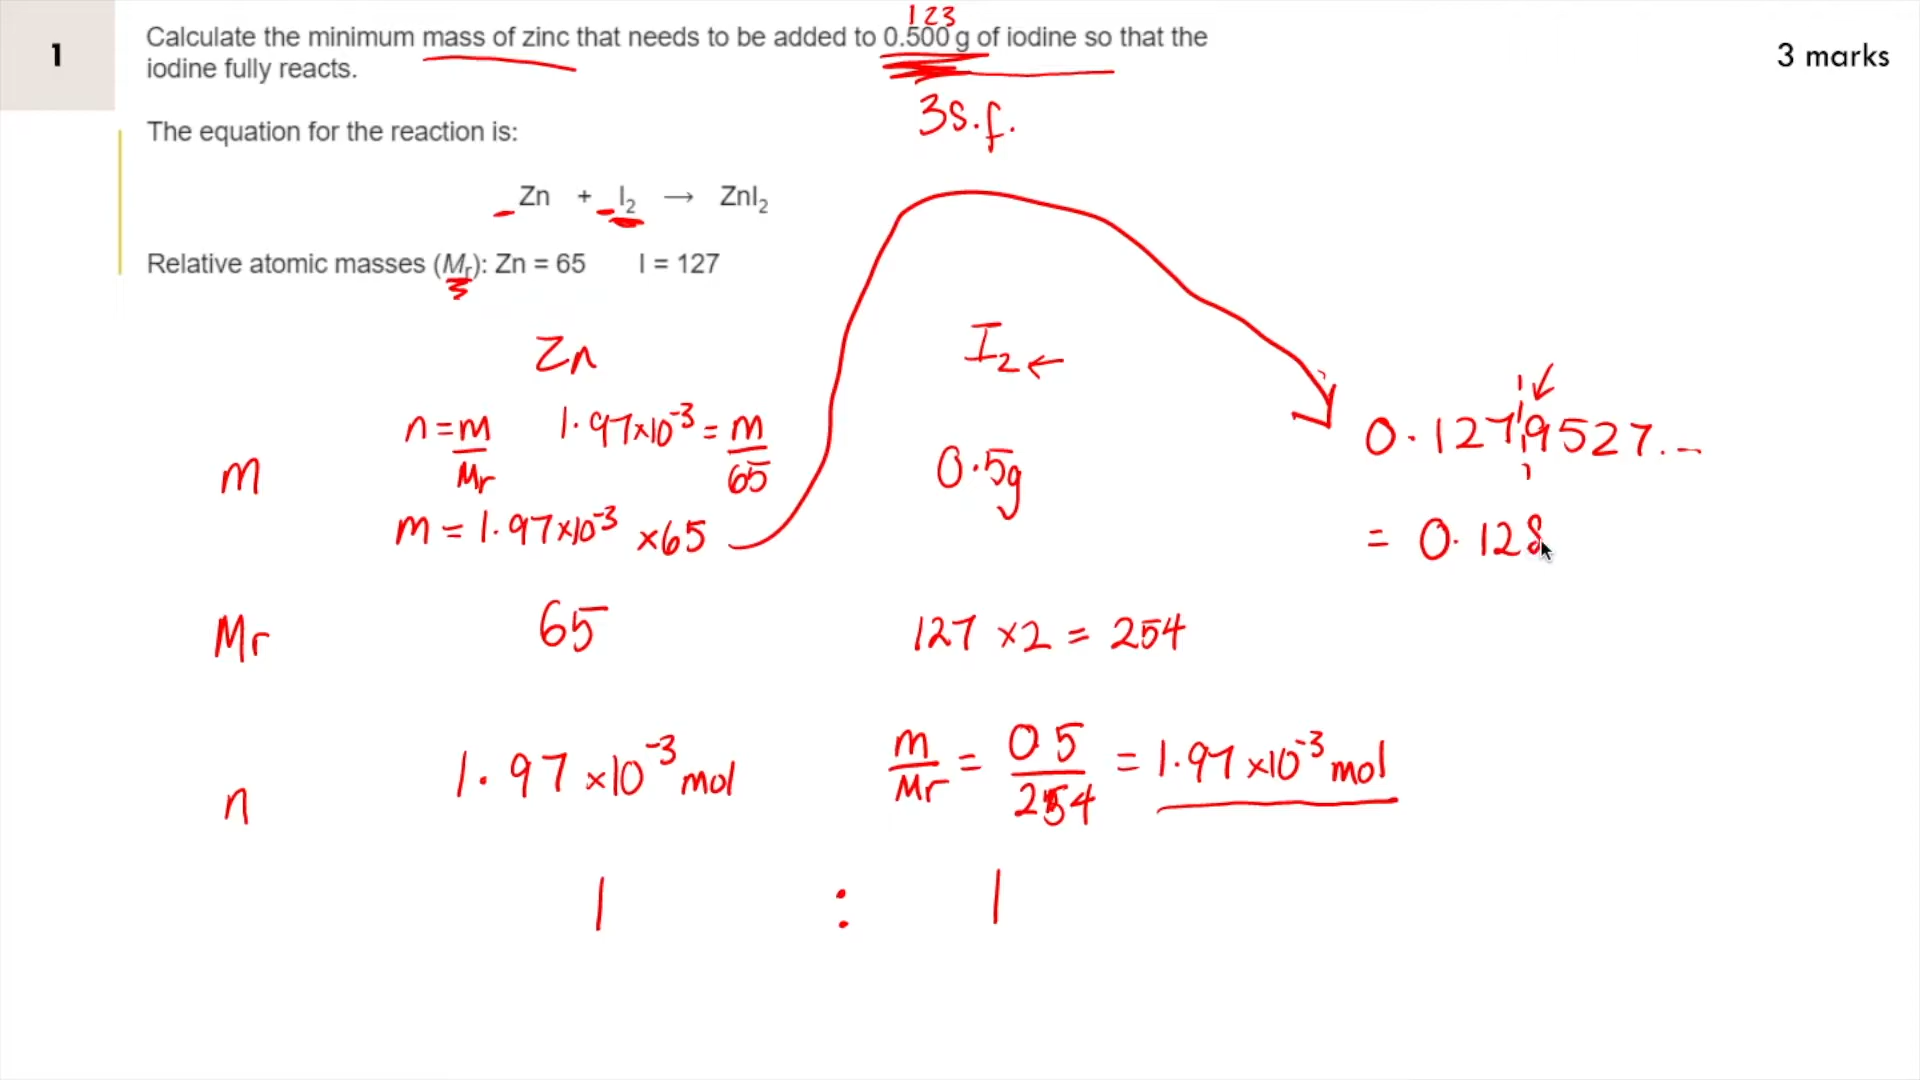 1
3 marks
1 2 3
Calculate the minimum mass of zinc that needs to be added to 0.500 g of iodine so that the
iodine fully reacts.
3s.f.
The equation for the reaction is:
Zn + I₂ → ZnI₂
Relative atomic masses (Mᵣ): Zn = 65 I = 127
Zn I₂ ←
m
n = m/Mr 1.97×10⁻³ = m/65
m = 1.97×10⁻³ ×65
0.5g
0.1279527...
= 0.128
Mr 65 127 ×2 = 254
n 1.97 ×10⁻³ mol m/Mr = 0 5/254 = 1.97 ×10⁻³ mol
1 : 1